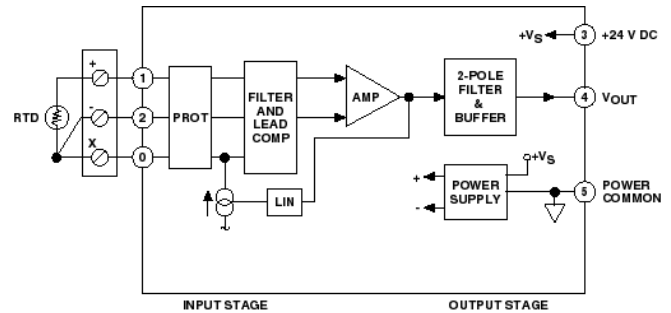 +VS
3
+24 V DC
+
1
-
2
X
0
RTD
PROT
FILTER
AND
LEAD
COMP
AMP
2-POLE
FILTER
&
BUFFER
4
VOUT
LIN
+VS
+
-
POWER
SUPPLY
5
POWER
COMMON
INPUT STAGE
OUTPUT STAGE